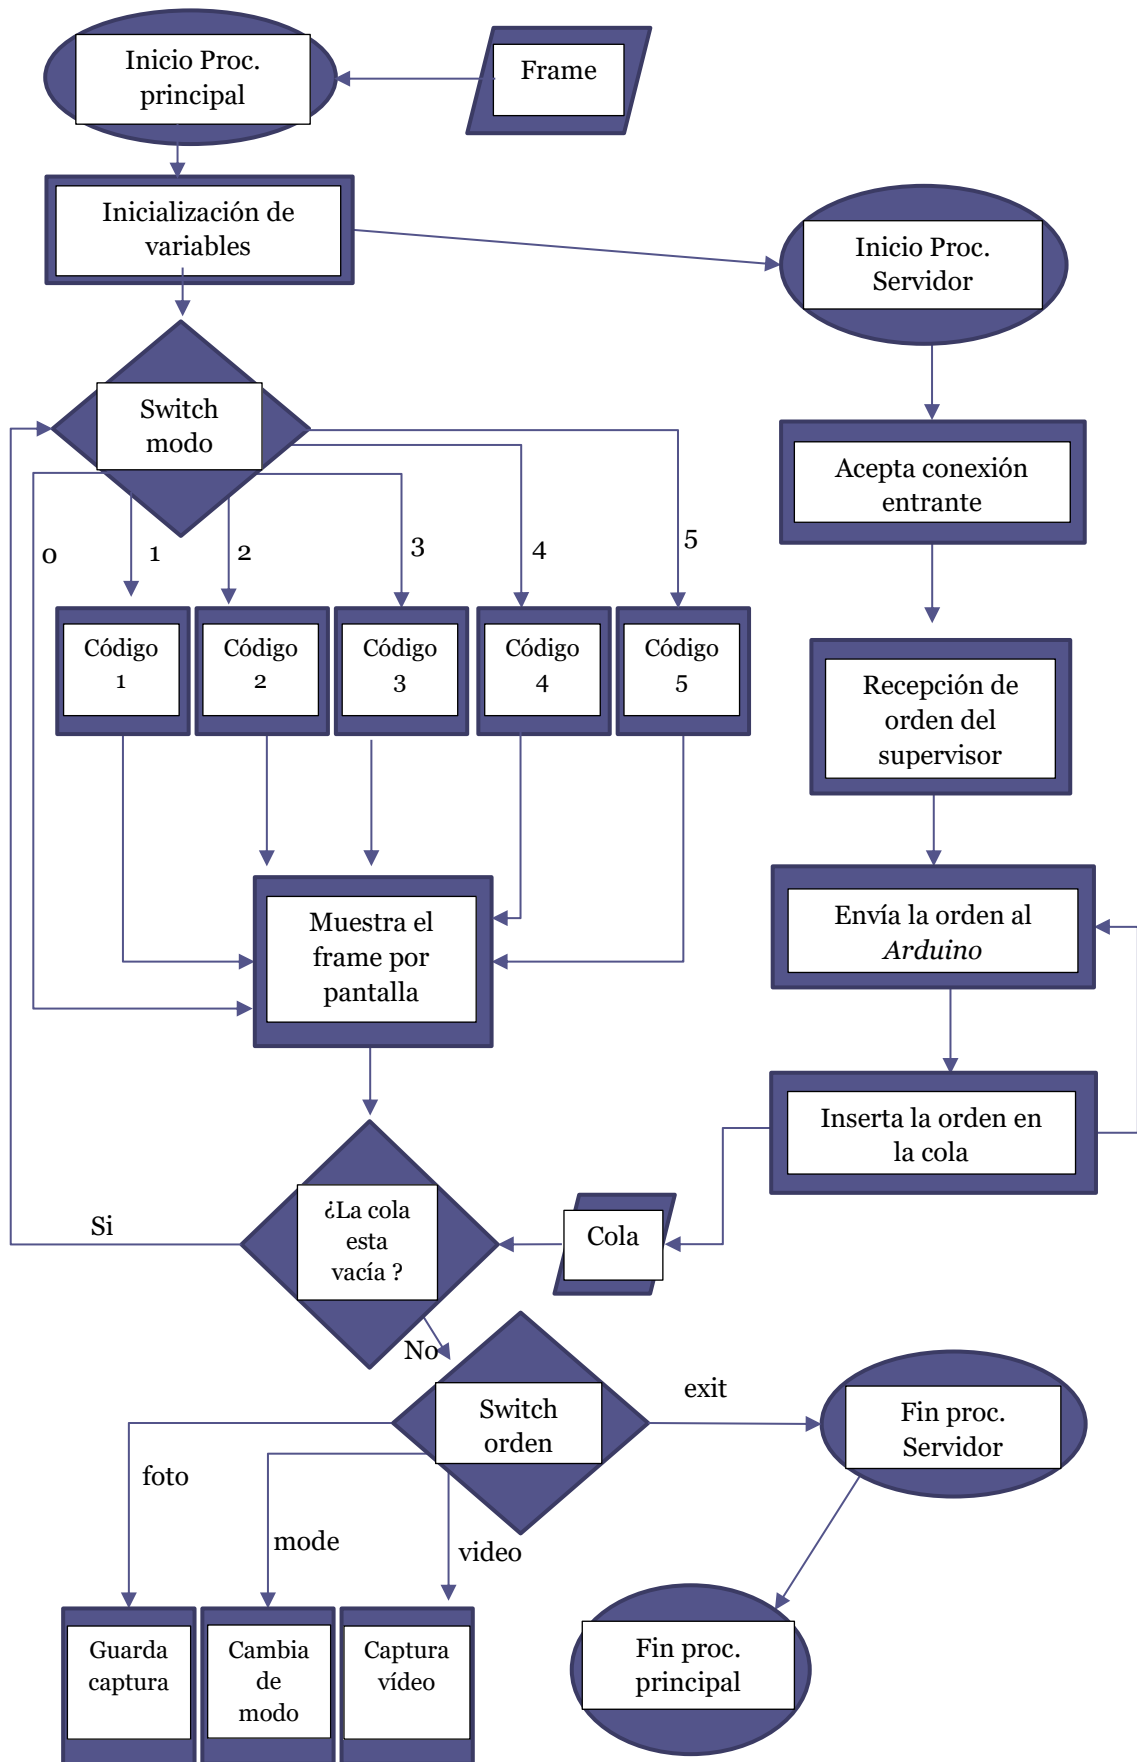 Inicio Proc.
principal
Frame
Inicialización de
variables
Inicio Proc.
Servidor
Switch
modo
Acepta conexión
entrante
0
1
2
3
4
5
Código
1
Código
2
Código
3
Código
4
Código
5
Recepción de
orden del
supervisor
Muestra el
frame por
pantalla
Envía la orden al
Arduino
Inserta la orden en
la cola
¿La cola
esta
vacía ?
Si
Cola
No
Switch
orden
exit
Fin proc.
Servidor
foto
mode
video
Guarda
captura
Cambia
de
modo
Captura
vídeo
Fin proc.
principal